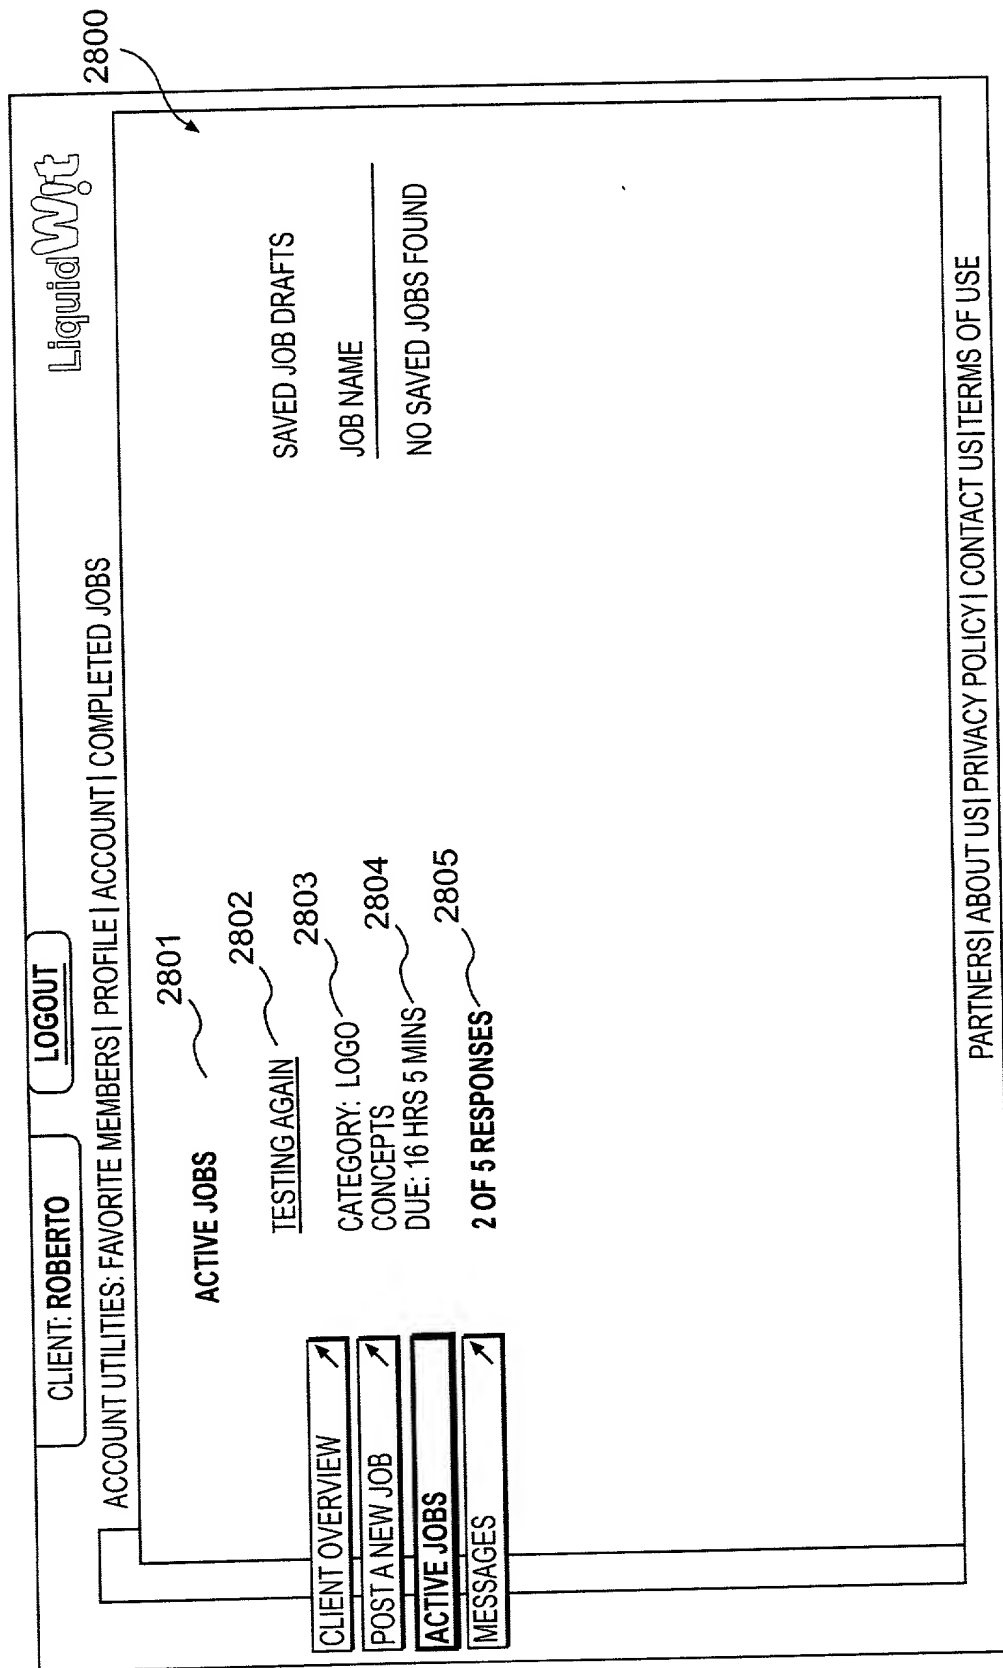 2800
CLIENT: ROBERTO
LOGOUT
LiquidWit
ACCOUNT UTILITIES: FAVORITE MEMBERS| PROFILE| ACCOUNT| COMPLETED JOBS
2801
ACTIVE JOBS
2802
TESTING AGAIN
2803
CATEGORY: LOGO
CONCEPTS
2804
DUE: 16 HRS 5 MINS
2805
2 OF 5 RESPONSES
SAVED JOB DRAFTS
JOB NAME
NO SAVED JOBS FOUND
CLIENT OVERVIEW
POST A NEW JOB
ACTIVE JOBS
MESSAGES
PARTNERS| ABOUT US| PRIVACY POLICY| CONTACT US|TERMS OF USE